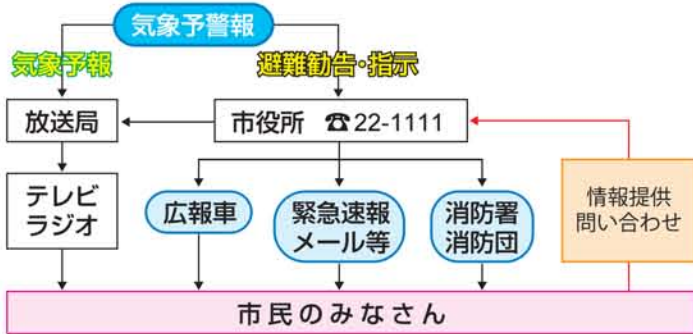 気象予警報
気象予報
避難勧告・指示
放送局
市役所 ☎22-1111
テレビ
ラジオ
広報車
緊急速報
メール等
消防署
消防団
情報提供
問い合わせ
市民のみなさん